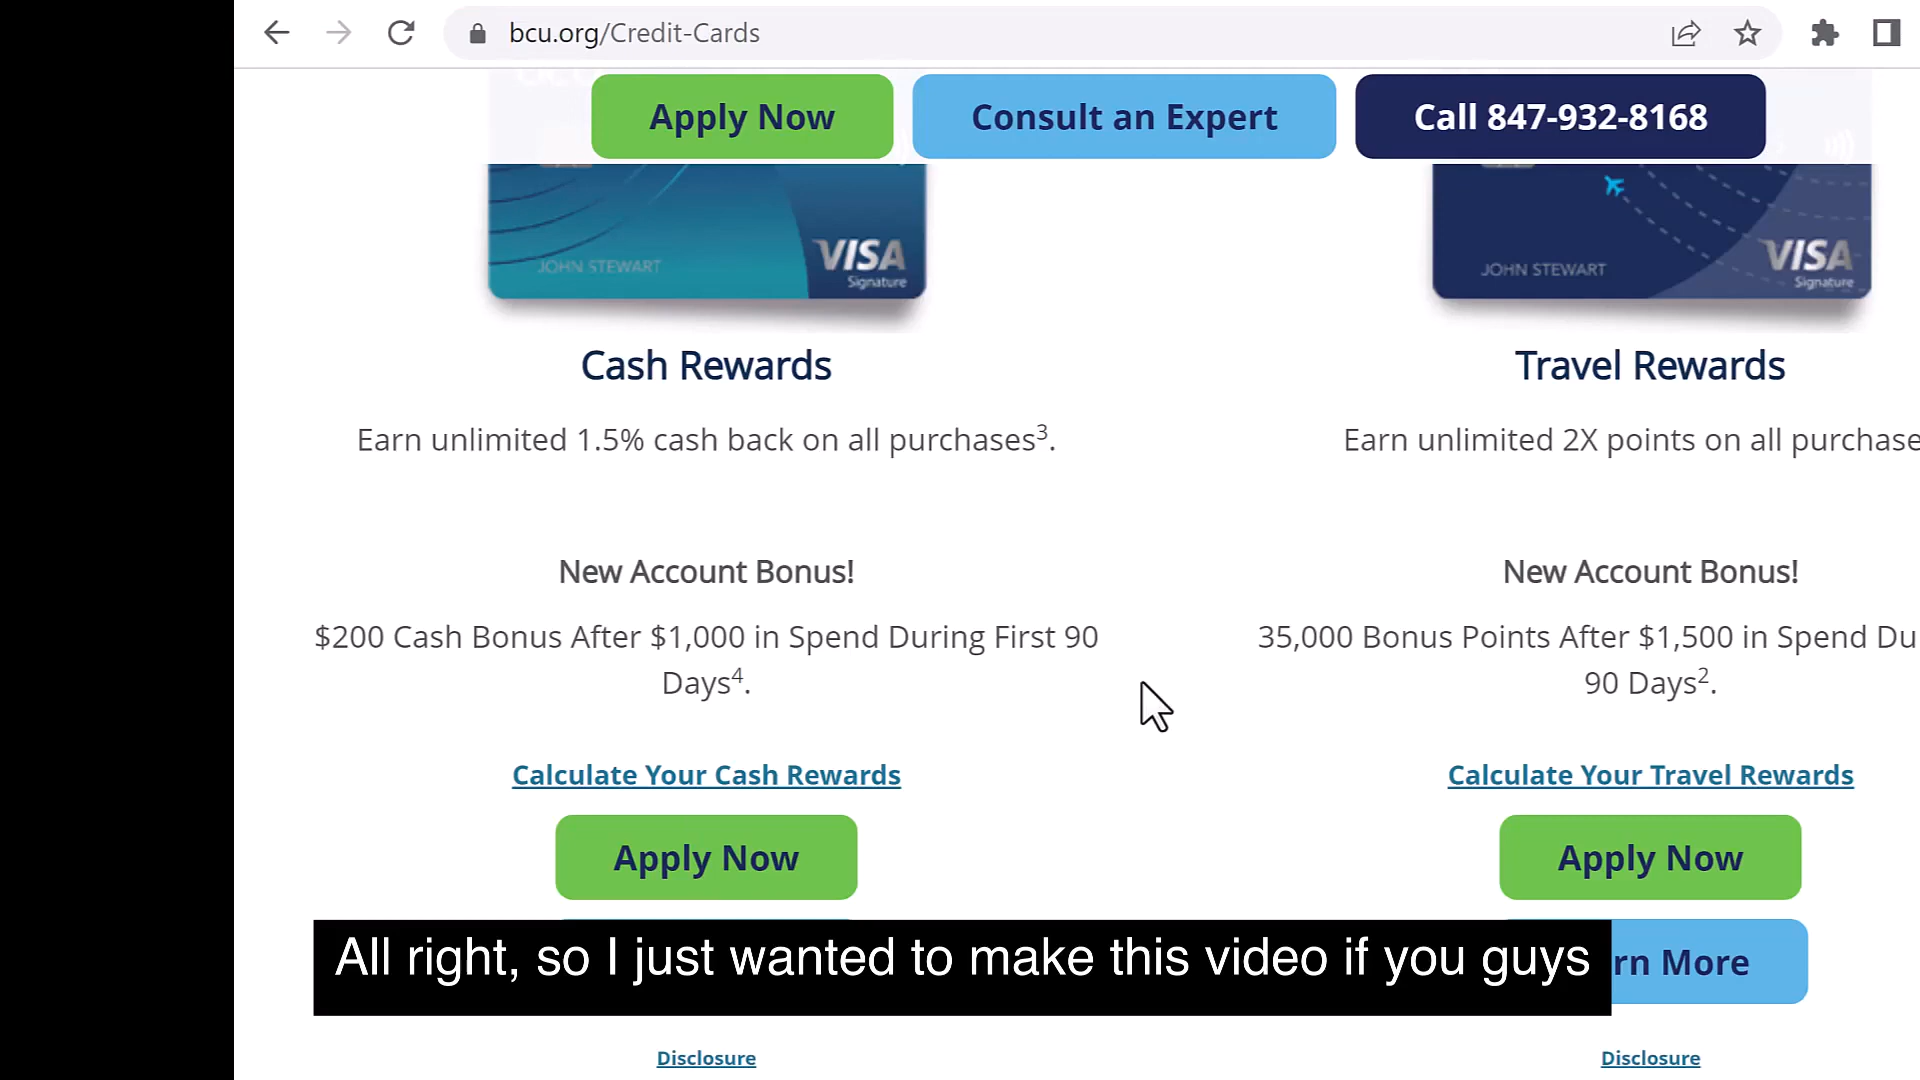 bcu.org/Credit-Cards
Apply Now
Consult an Expert
Call 847-932-8168
JOHN STEWART
VISA
Signature
JOHN STEWART
VISA
Signature
Cash Rewards
Travel Rewards
Earn unlimited 1.5% cash back on all purchases³.
Earn unlimited 2X points on all purchase
New Account Bonus!
New Account Bonus!
$200 Cash Bonus After $1,000 in Spend During First 90
Days⁴.
35,000 Bonus Points After $1,500 in Spend Du
90 Days².
Calculate Your Cash Rewards
Calculate Your Travel Rewards
Apply Now
Apply Now
All right, so I just wanted to make this video if you guys
rn More
Disclosure
Disclosure